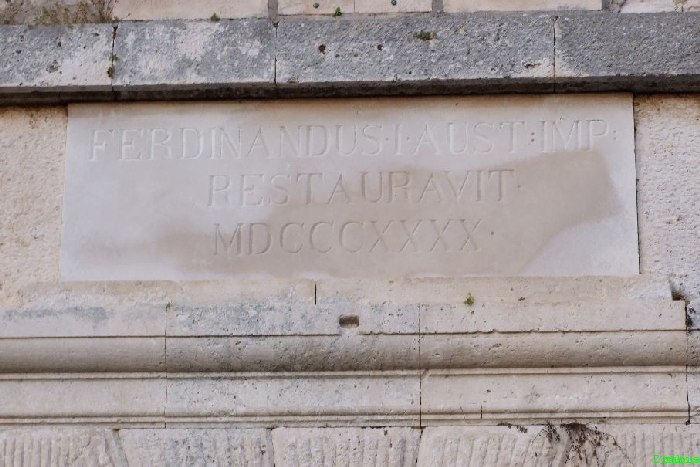 FERDINANDUS·I·AUST:IMP:
RESTAURAVIT·
MDCCCXXXX·